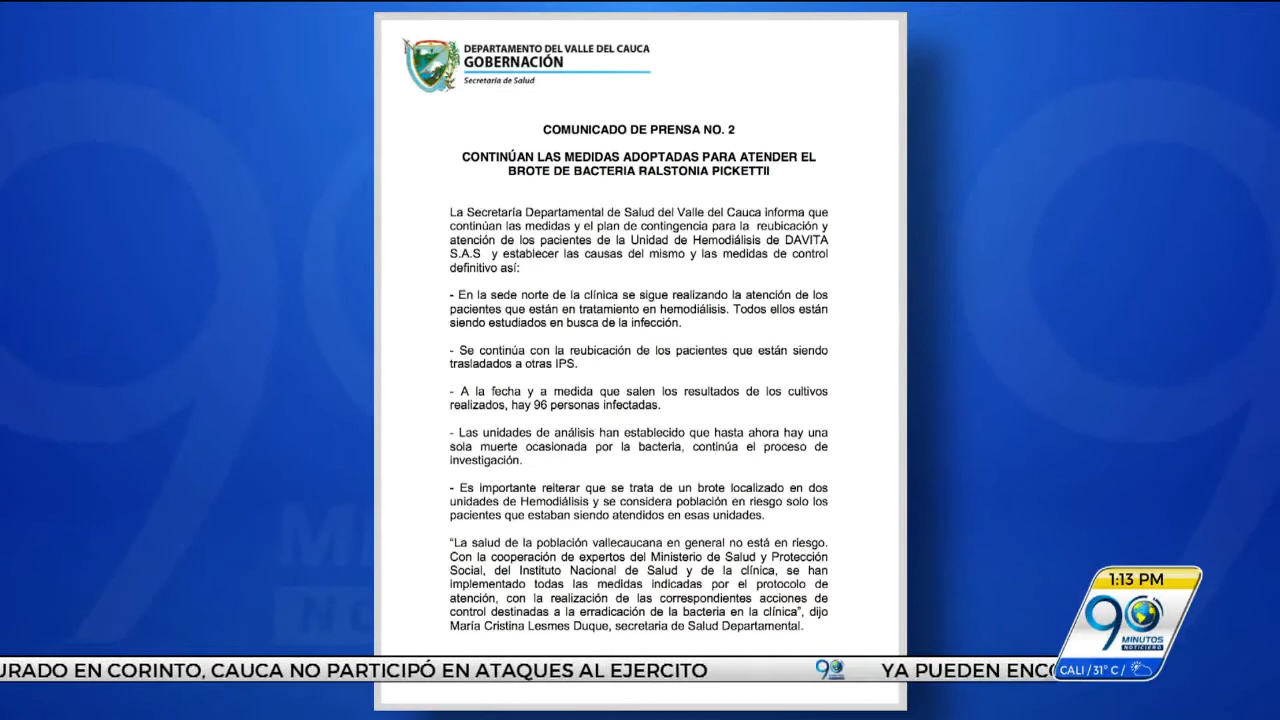 DEPARTAMENTO DEL VALLE DEL CAUCA
GOBERNACIÓN
Secretaría de Salud
COMUNICADO DE PRENSA NO. 2
CONTINÚAN LAS MEDIDAS ADOPTADAS PARA ATENDER EL
BROTE DE BACTERIA RALSTONIA PICKETTII
La Secretaría Departamental de Salud del Valle del Cauca informa que
continúan las medidas y el plan de contingencia para la reubicación y
atención de los pacientes de la Unidad de Hemodiálisis de DAVITA
S.A.S y establecer las causas del mismo y las medidas de control
definitivo así:
- En la sede norte de la clínica se sigue realizando la atención de los
pacientes que están en tratamiento en hemodiálisis. Todos ellos están
siendo estudiados en busca de la infección.
- Se continúa con la reubicación de los pacientes que están siendo
trasladados a otras IPS.
- A la fecha y a medida que salen los resultados de los cultivos
realizados, hay 96 personas infectadas.
- Las unidades de análisis han establecido que hasta ahora hay una
sola muerte ocasionada por la bacteria, continúa el proceso de
investigación.
- Es importante reiterar que se trata de un brote localizado en dos
unidades de Hemodiálisis y se considera población en riesgo solo los
pacientes que estaban siendo atendidos en esas unidades.
“La salud de la población vallecaucana en general no está en riesgo.
Con la cooperación de expertos del Ministerio de Salud y Protección
Social, del Instituto Nacional de Salud y de la clínica, se han
implementado todas las medidas indicadas por el protocolo de
atención, con la realización de las correspondientes acciones de
control destinadas a la erradicación de la bacteria en la clínica”, dijo
María Cristina Lesmes Duque, secretaria de Salud Departamental.
1:13 PM
90
MINUTOS
NOTICIERO
CALI / 31° C /
URADO EN CORINTO, CAUCA NO PARTICIPÓ EN ATAQUES AL EJERCITO
90
YA PUEDEN ENC